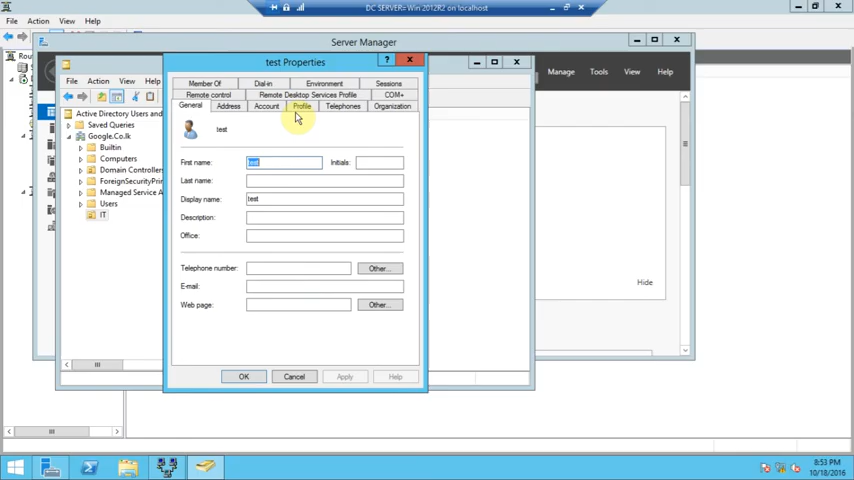 DC SERVER= Win 2012R2 on localhost
File Action View Help
Rou
Server Manager
Manage Tools View Help
test Properties
?
File Action View Help
Active Directory Users and
Saved Queries
Google.Co.lk
Builtin
Computers
Domain Controllers
ForeignSecurityPrin
Managed Service A
Users
IT
Member Of Dial-in Environment Sessions
Remote control Remote Desktop Services Profile COM+
General Address Account Profile Telephones Organization
test
First name: test Initials:
Last name:
Display name: test
Description:
Office:
Telephone number: Other...
E-mail:
Web page: Other...
OK Cancel Apply Help
Hide
8:53 PM
10/18/2016